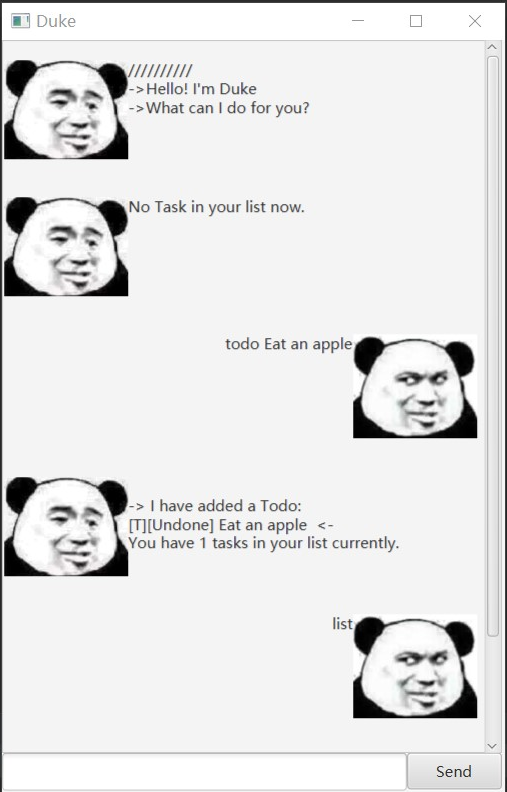 Duke
//////////
->Hello! I'm Duke
->What can I do for you?
No Task in your list now.
todo Eat an apple
-> I have added a Todo:
[T][Undone] Eat an apple  <-
You have 1 tasks in your list currently.
list
Send